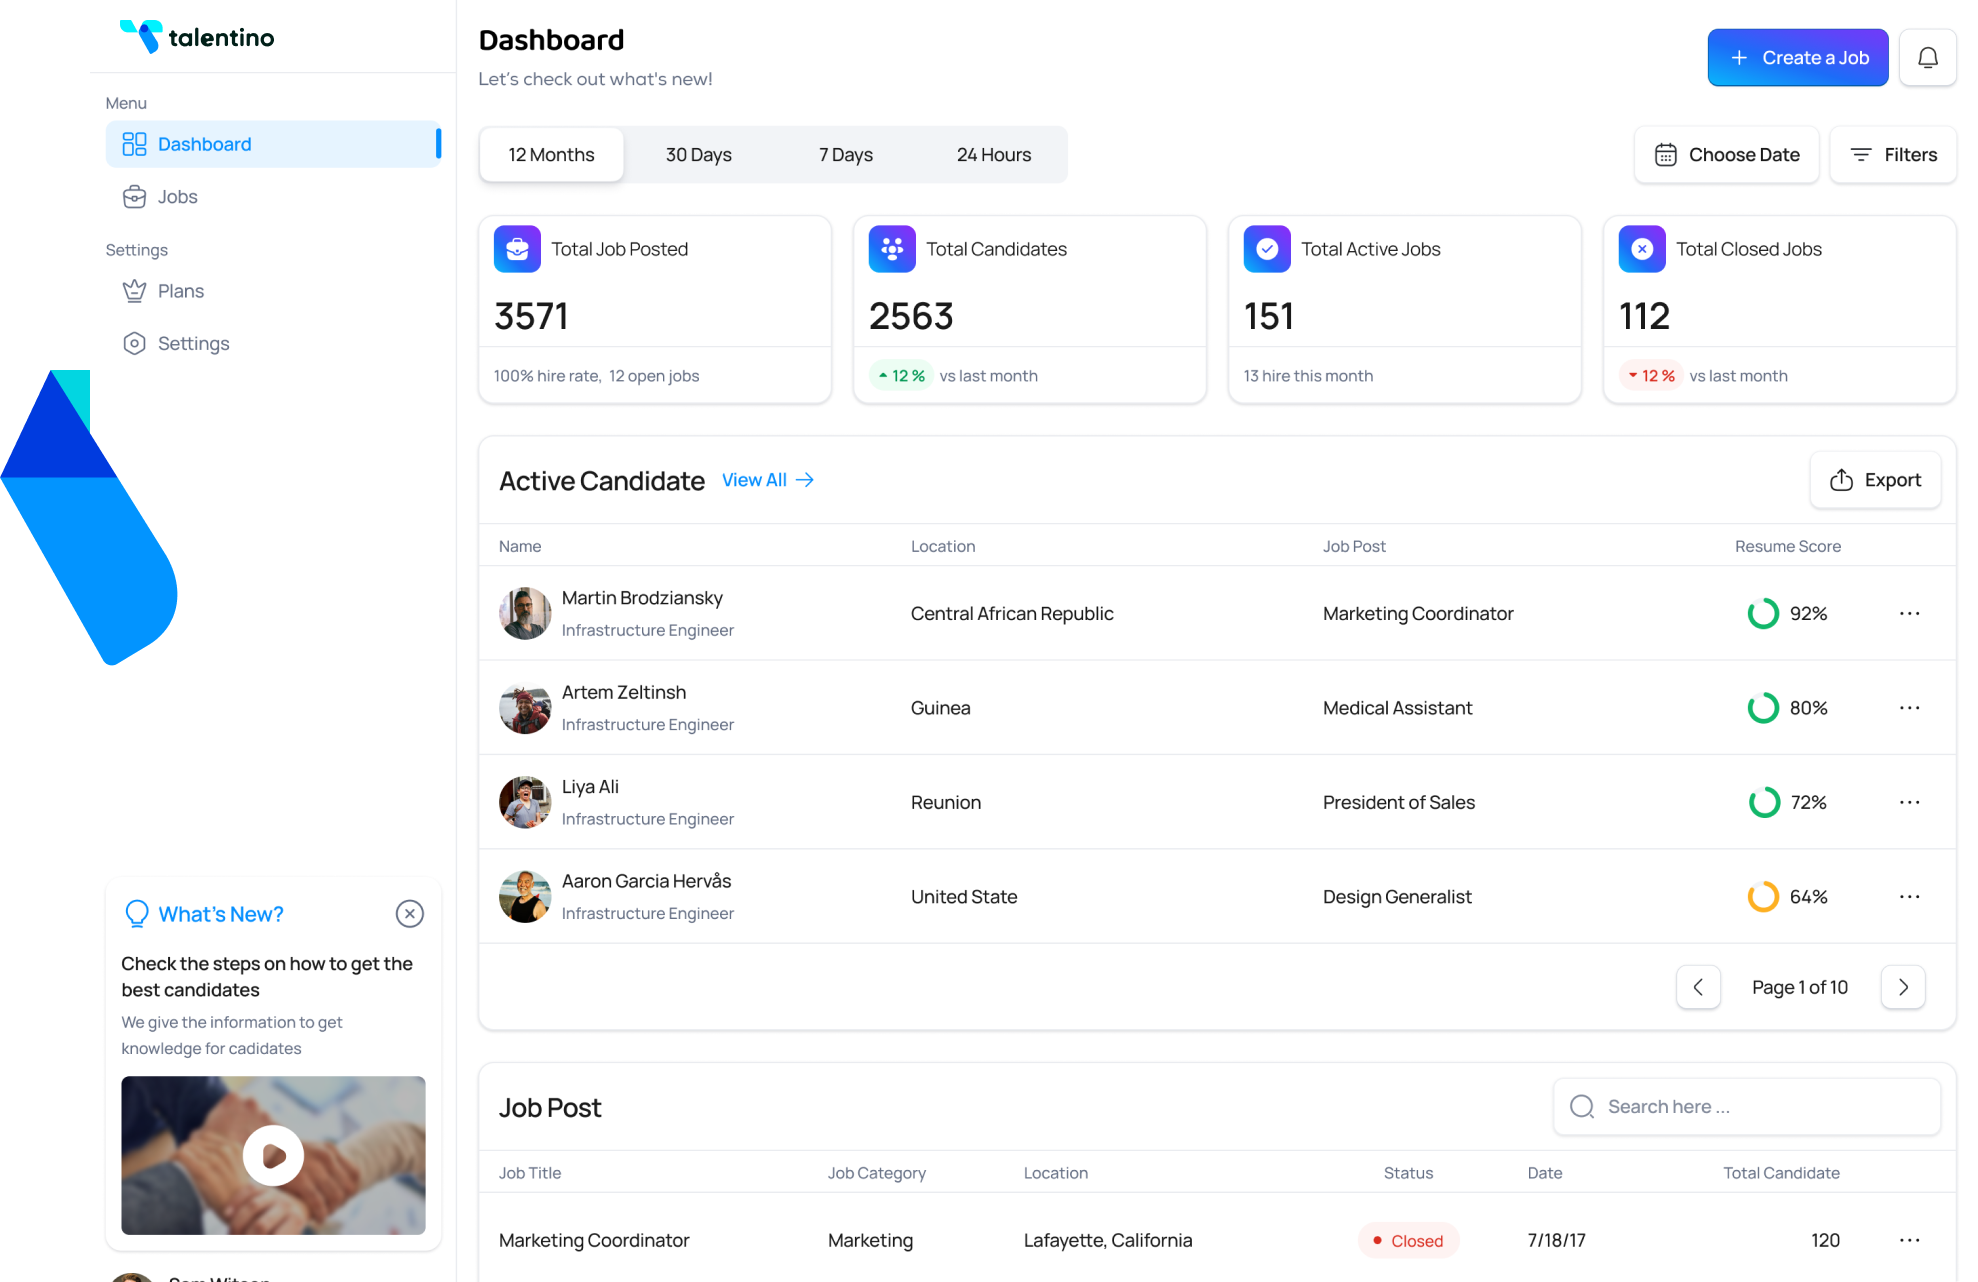 talentino
Menu
Dashboard
Jobs
Settings
Plans
Settings
What's New?
Check the steps on how to get the
best candidates
We give the information to get
knowledge for cadidates
Dashboard
Let's check out what's new!
Create a Job
12 Months
30 Days
7 Days
24 Hours
Choose Date
Filters
Total Job Posted
3571
100% hire rate, 12 open jobs
Total Candidates
2563
12 % vs last month
Total Active Jobs
151
13 hire this month
Total Closed Jobs
112
12 % vs last month
Active Candidate View All
Export
Name Location Job Post Resume Score
Martin Brodziansky
Infrastructure Engineer
Central African Republic
Marketing Coordinator
92%
Artem Zeltinsh
Infrastructure Engineer
Guinea
Medical Assistant
80%
Liya Ali
Infrastructure Engineer
Reunion
President of Sales
72%
Aaron Garcia Hervås
Infrastructure Engineer
United State
Design Generalist
64%
Page 1 of 10
Job Post
Search here ...
Job Title Job Category Location Status Date Total Candidate
Marketing Coordinator Marketing Lafayette, California Closed 7/18/17 120